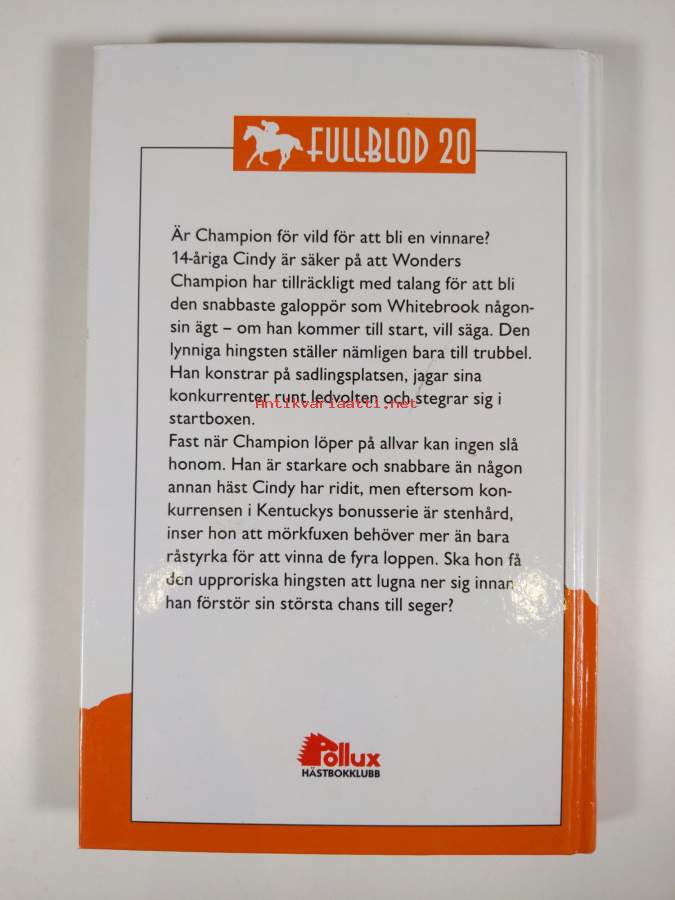 FULLBLOD 20
Är Champion för vild för att bli en vinnare?
14-åriga Cindy är säker på att Wonders
Champion har tillräckligt med talang för att bli
den snabbaste galoppör som Whitebrook någon-
sin ägt – om han kommer till start, vill säga. Den
lynniga hingsten ställer nämligen bara till trubbel.
Han konstrar på sadlingsplatsen, jagar sina
konkurrenter runt ledvolten och stegrar sig i
Antikvariaatti.net
startboxen.
Fast när Champion löper på allvar kan ingen slå
honom. Han är starkare och snabbare än någon
annan häst Cindy har ridit, men eftersom kon-
kurrensen i Kentuckys bonusserie är stenhård,
inser hon att mörkfuxen behöver mer än bara
råstyrka för att vinna de fyra loppen. Ska hon få
den upproriska hingsten att lugna ner sig innan
han förstör sin största chans till seger?
Pollux
HÄSTBOKKLUBB